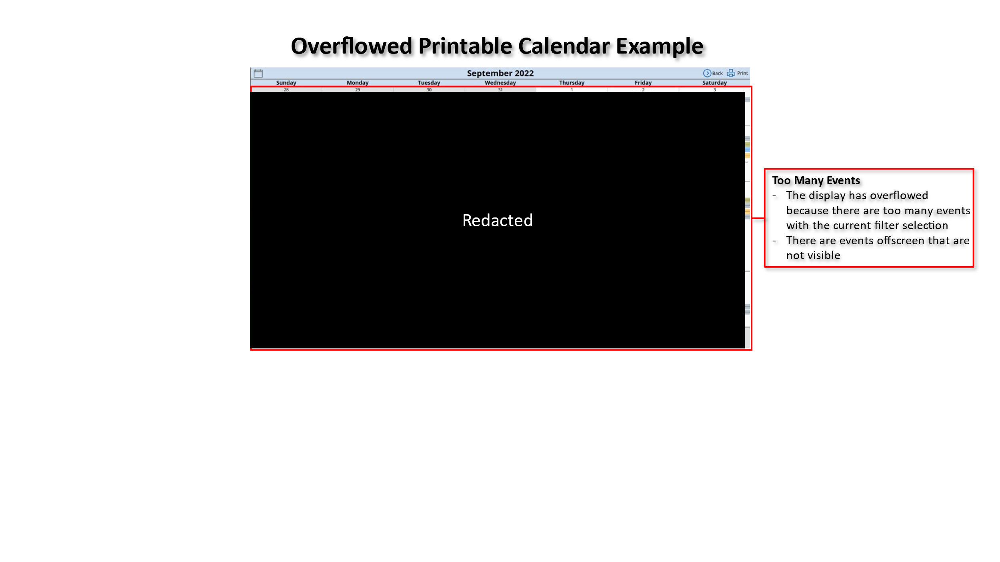 Overflowed Printable Calendar Example
September 2022
Back Print
Sunday Monday Tuesday Wednesday Thursday Friday Saturday
28 29 30 31 1 2 3
Redacted
Too Many Events
- The display has overflowed
because there are too many events
with the current filter selection
- There are events offscreen that are
not visible